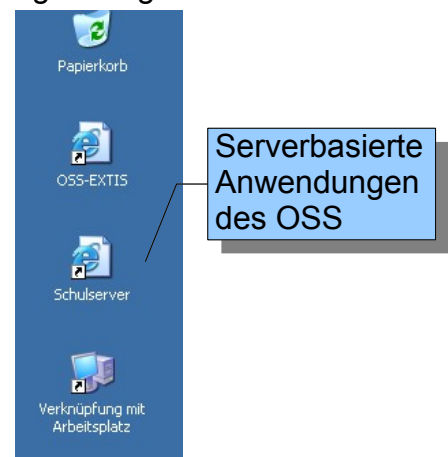 Papierkorb
OSS-EXTIS
Schulserver
Verknüpfung mit
Arbeitsplatz
Serverbasierte
Anwendungen
des OSS